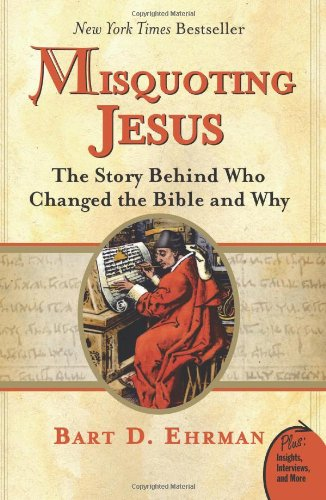 New York Times Bestseller
MISQUOTING
JESUS
The Story Behind Who
Changed the Bible and Why
BART D. EHRMAN
Plus:
Insights,
Interviews,
and More